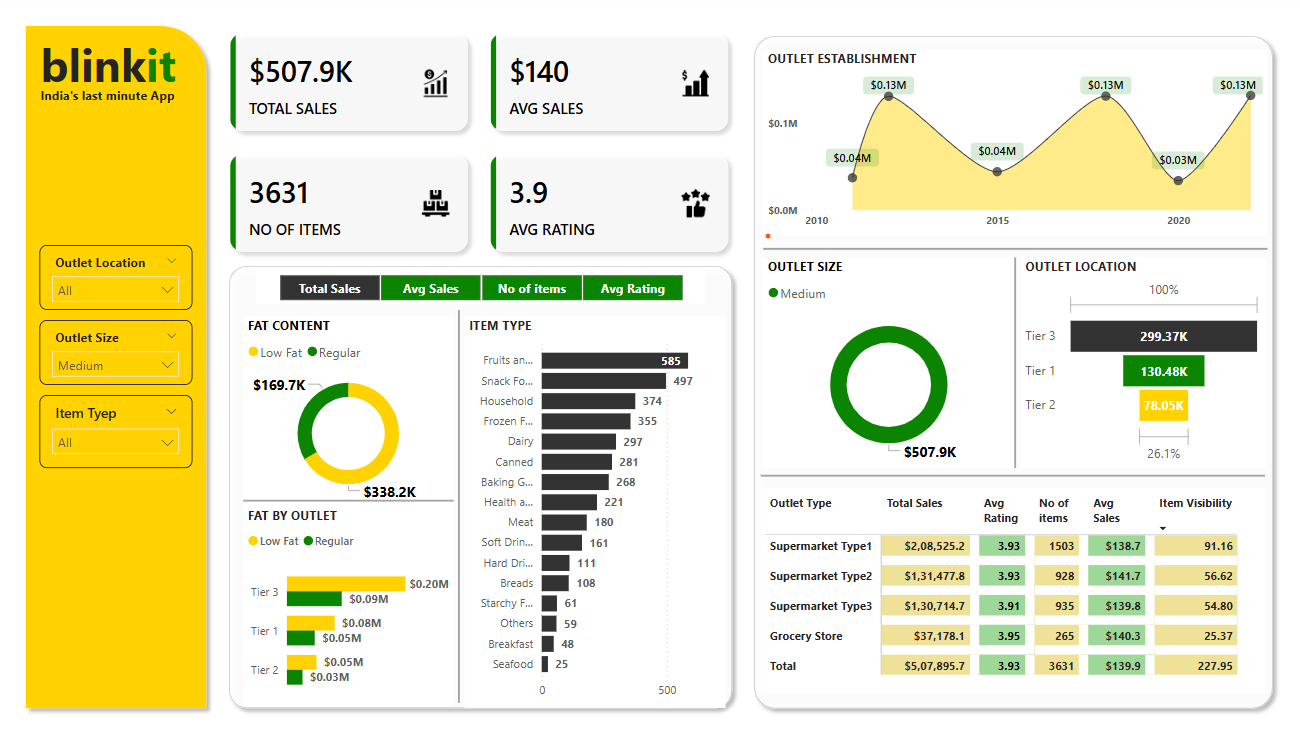 blinkit
India's last minute App
Outlet Location
All
Outlet Size
Medium
Item Tyep
All
$507.9K
TOTAL SALES
$140
AVG SALES
3631
NO OF ITEMS
3.9
AVG RATING
Total Sales Avg Sales No of items Avg Rating
FAT CONTENT
Low Fat Regular
$169.7K
$338.2K
FAT BY OUTLET
Low Fat Regular
Tier 3 $0.20M
$0.09M
Tier 1 $0.08M
$0.05M
Tier 2 $0.05M
$0.03M
ITEM TYPE
Fruits an... 585
Snack Fo... 497
Household 374
Frozen F... 355
Dairy 297
Canned 281
Baking G... 268
Health a... 221
Meat 180
Soft Drin... 161
Hard Dri... 111
Breads 108
Starchy F... 61
Others 59
Breakfast 48
Seafood 25
0 500
OUTLET ESTABLISHMENT
$0.13M $0.13M $0.13M
$0.1M
$0.04M $0.04M $0.03M
$0.0M
2010 2015 2020
OUTLET SIZE
Medium
$507.9K
OUTLET LOCATION
100%
Tier 3 299.37K
Tier 1 130.48K
Tier 2 78.05K
26.1%
Outlet Type Total Sales Avg Rating No of items Avg Sales Item Visibility
Supermarket Type1 $2,08,525.2 3.93 1503 $138.7 91.16
Supermarket Type2 $1,31,477.8 3.93 928 $141.7 56.62
Supermarket Type3 $1,30,714.7 3.91 935 $139.8 54.80
Grocery Store $37,178.1 3.95 265 $140.3 25.37
Total $5,07,895.7 3.93 3631 $139.9 227.95